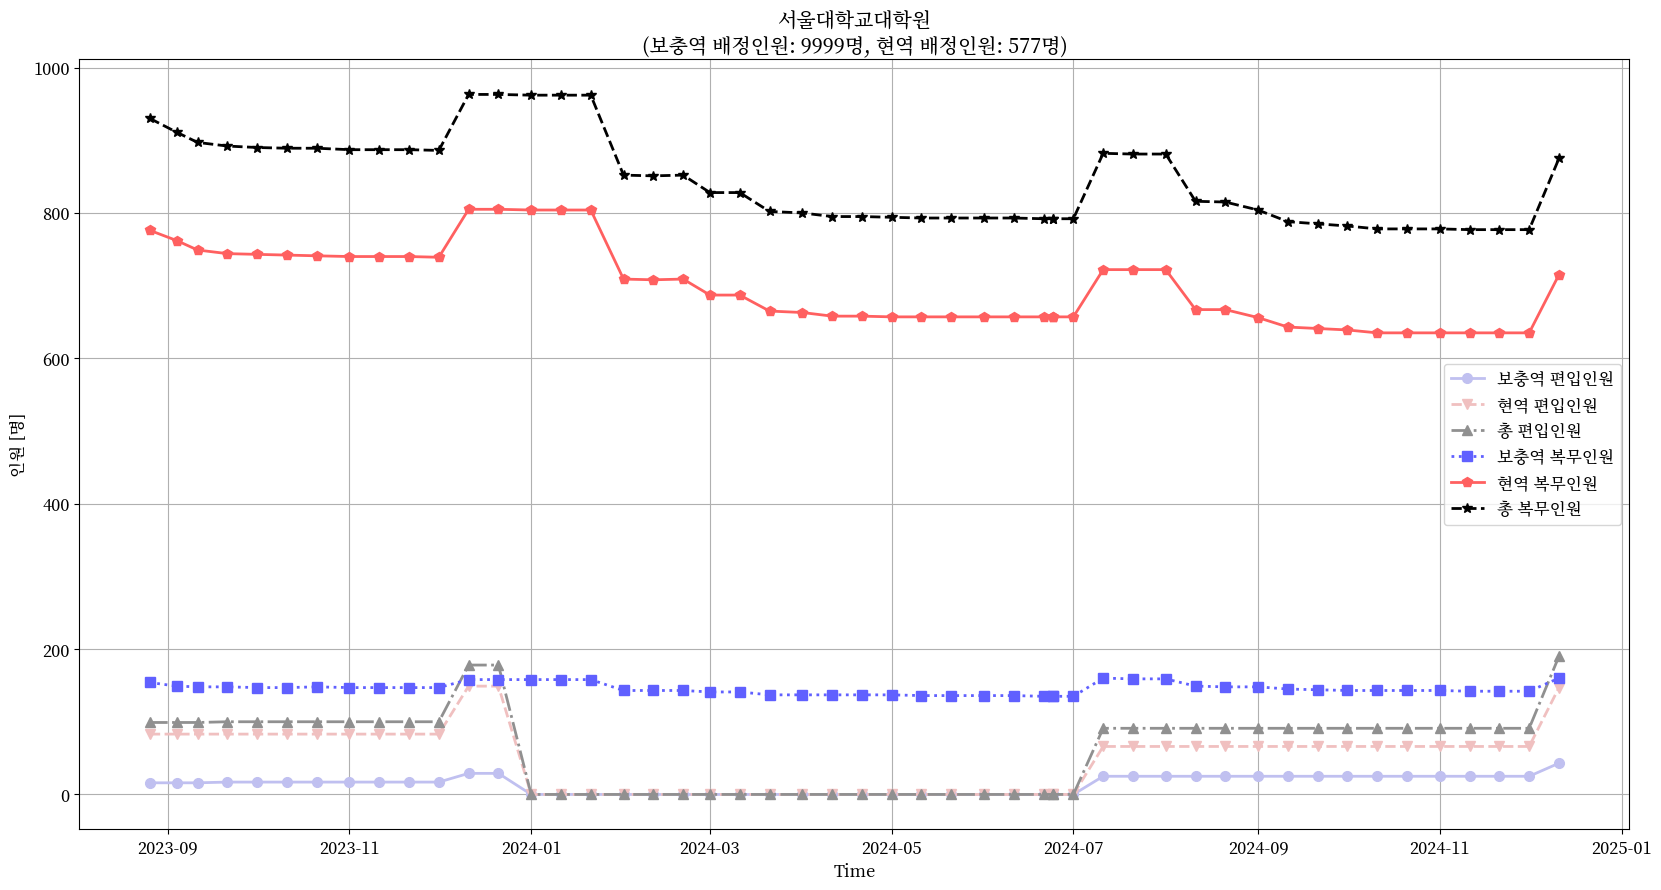 서울대학교대학원
(보충역 배정인원: 9999명, 현역 배정인원: 577명)
1000
800
600
400
200
0
인원 [명]
보충역 편입인원
현역 편입인원
총 편입인원
보충역 복무인원
현역 복무인원
총 복무인원
2023-09
2023-11
2024-01
2024-03
2024-05
2024-07
2024-09
2024-11
2025-01
Time